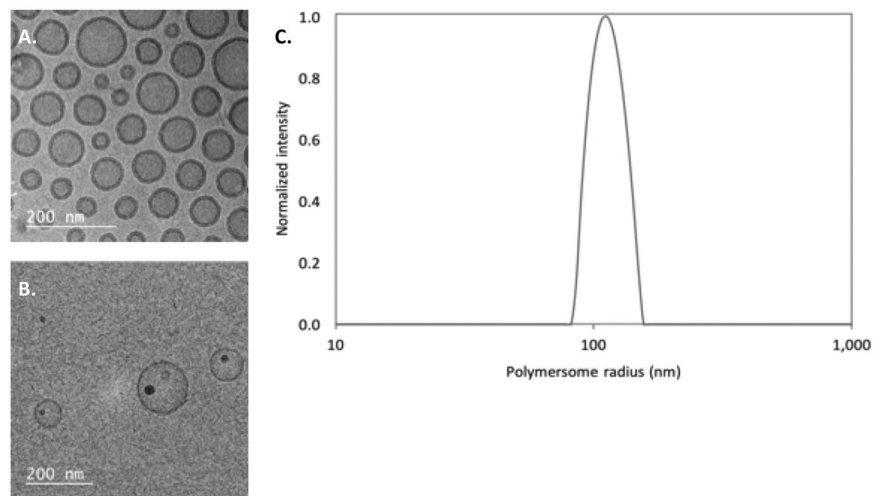 A.
200 nm
B.
200 nm
C.
1.0
0.8
0.6
0.4
0.2
0.0
Normalized intensity
10
100
1,000
Polymersome radius (nm)